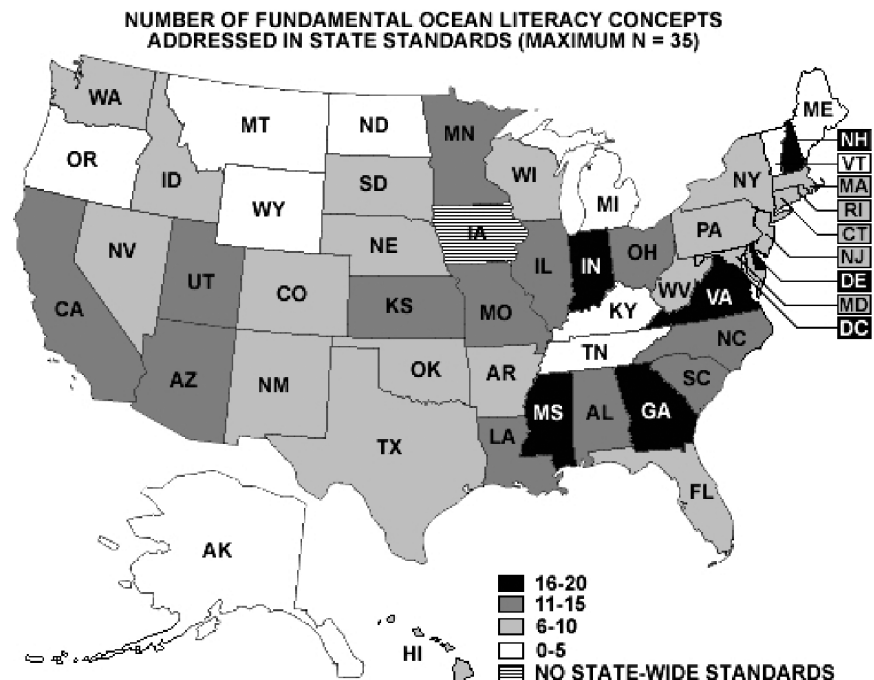 NUMBER OF FUNDAMENTAL OCEAN LITERACY CONCEPTS
ADDRESSED IN STATE STANDARDS (MAXIMUM N = 35)
WA
MT
ND
MN
ME
OR
ID
SD
WI
MI
NY
NH
VT
MA
RI
CT
NJ
DE
MD
DC
WY
IA
PA
NV
NE
IL
IN
OH
UT
CO
KS
MO
WV
VA
KY
CA
NC
TN
AZ
NM
OK
AR
SC
MS
AL
GA
TX
LA
FL
AK
HI
16-20
11-15
6-10
0-5
NO STATE-WIDE STANDARDS